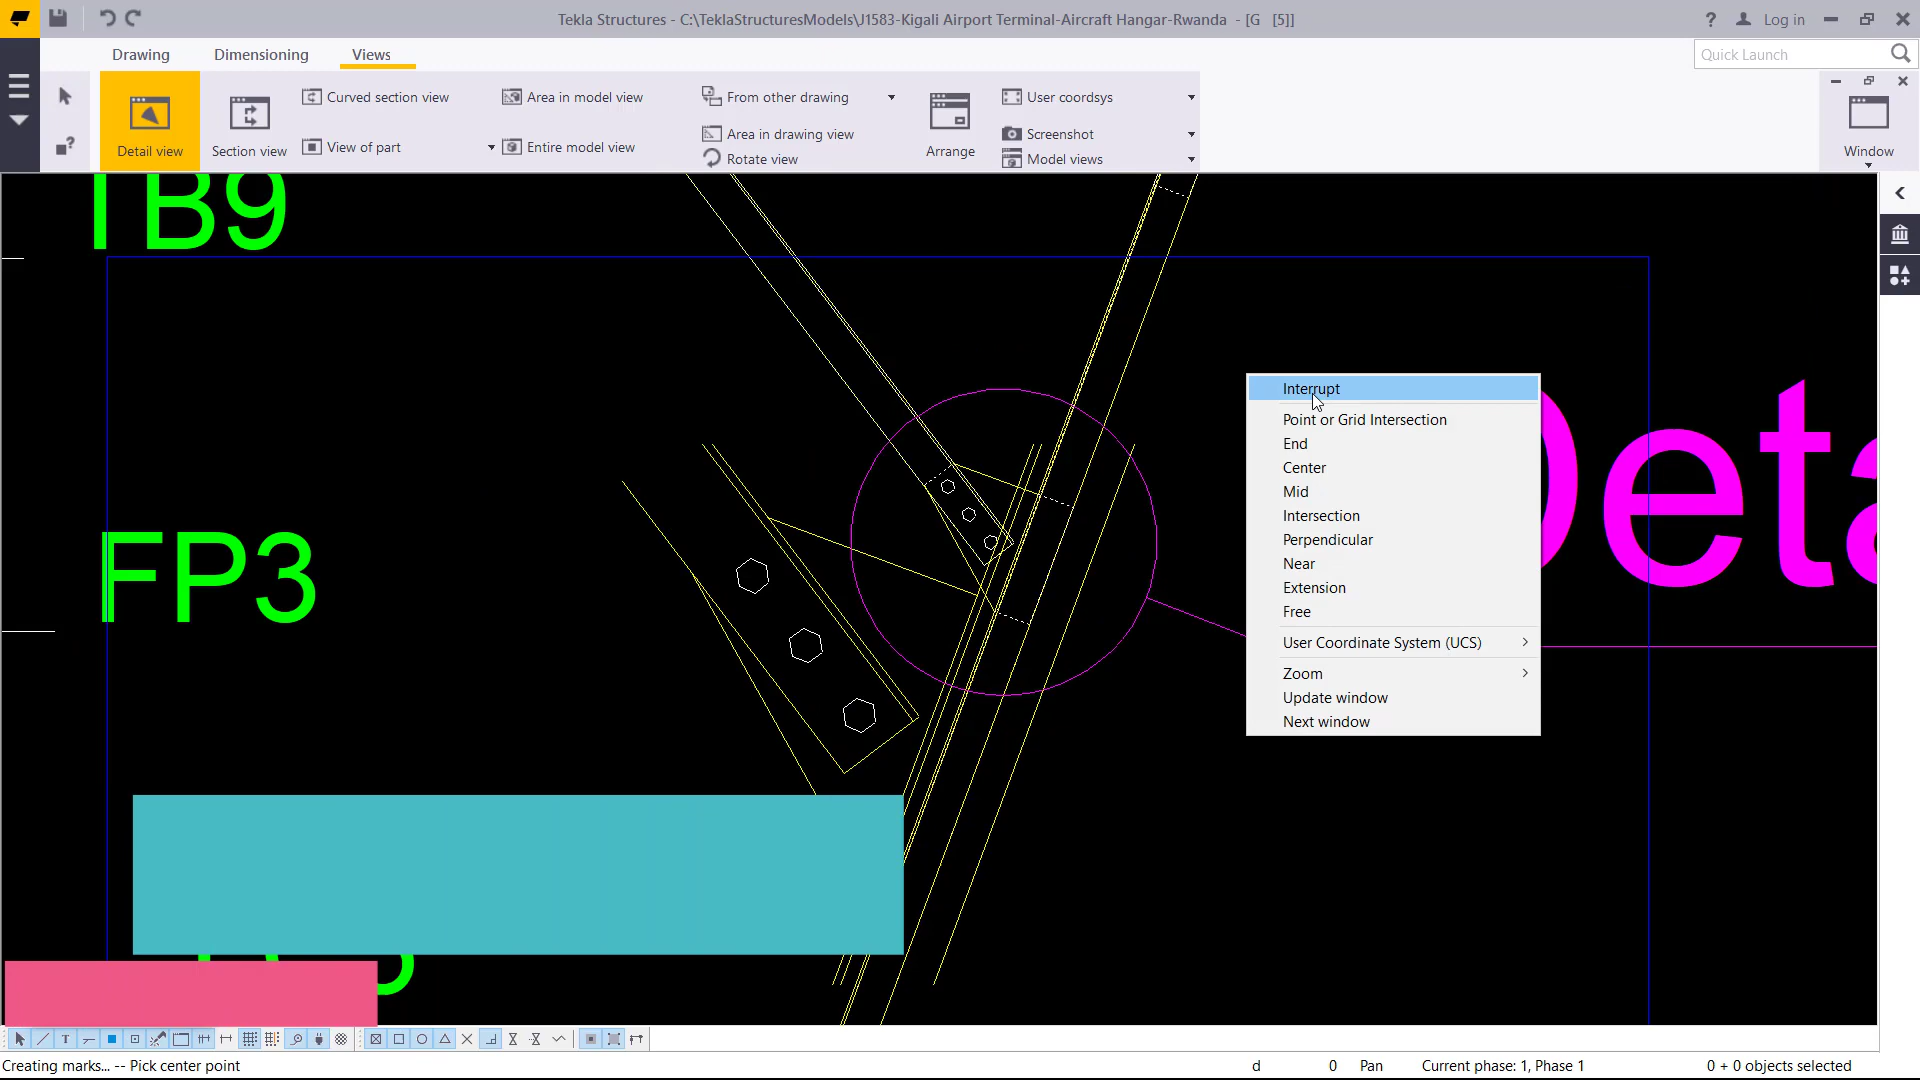 Tekla Structures - C:\TeklaStructuresModels\J1583-Kigali Airport Terminal-Aircraft Hangar-Rwanda - [G [5]]
? Log in
Drawing Dimensioning Views
Quick Launch
Detail view
Section view
Curved section view
View of part
Area in model view
Entire model view
From other drawing
Area in drawing view
Rotate view
Arrange
User coordsys
Screenshot
Model views
Window
TB9
FP3
Deta
Interrupt
Point or Grid Intersection
End
Center
Mid
Intersection
Perpendicular
Near
Extension
Free
User Coordinate System (UCS)
Zoom
Update window
Next window
Creating marks... -- Pick center point
d 0 Pan Current phase: 1, Phase 1 0 + 0 objects selected